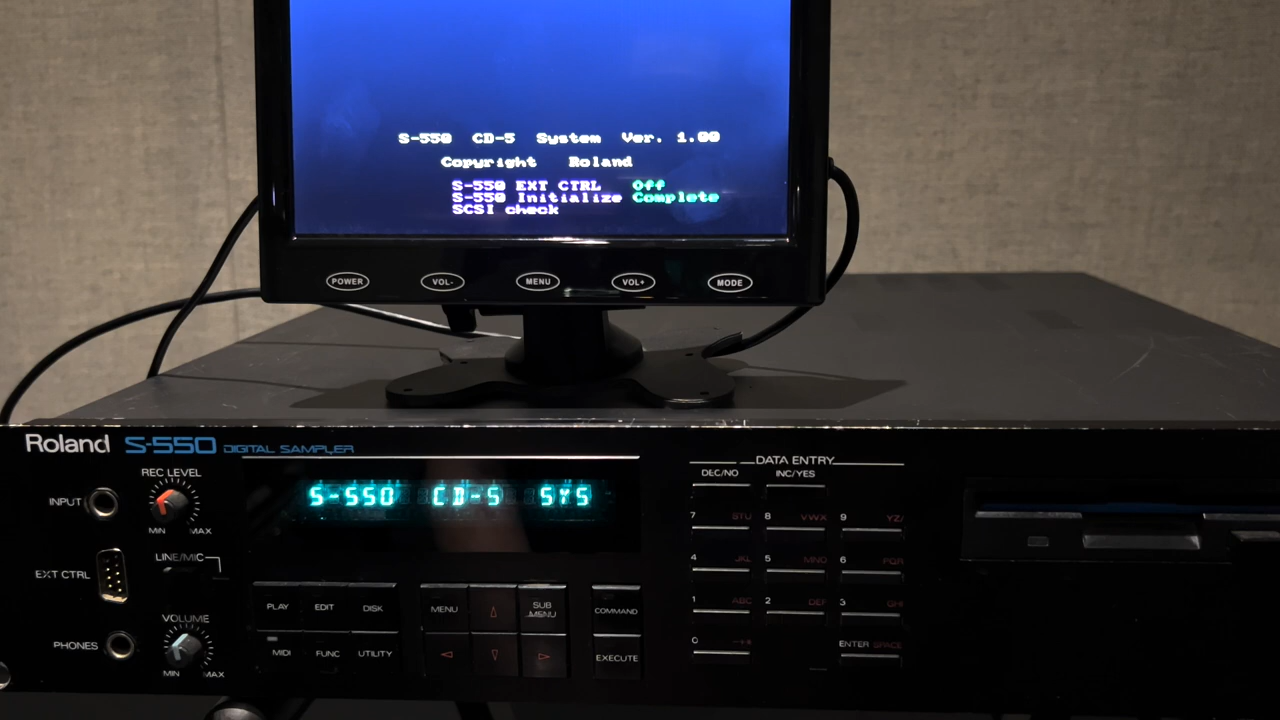 S-550 CD-5 System Ver. 1.00
Copyright Roland
S-550 EXT CTRL Off
S-550 Initialize Complete
SCSI check
POWER VOL- MENU VOL+ MODE
Roland S-550 DIGITAL SAMPLER
REC LEVEL
INPUT
MIN MAX
LINE/MIC
EXT CTRL
VOLUME
PHONES
MIN MAX
S-550 CD-5 SYS
PLAY EDIT DISK
MIDI FUNC UTILITY
MENU SUB MENU
COMMAND
EXECUTE
DATA ENTRY
DEC/NO INC/YES
7 STU 8 VWX 9 YZ/
4 JKL 5 MNO 6 PQR
1 ABC 2 DEF 3 GHI
0 ENTER SPACE